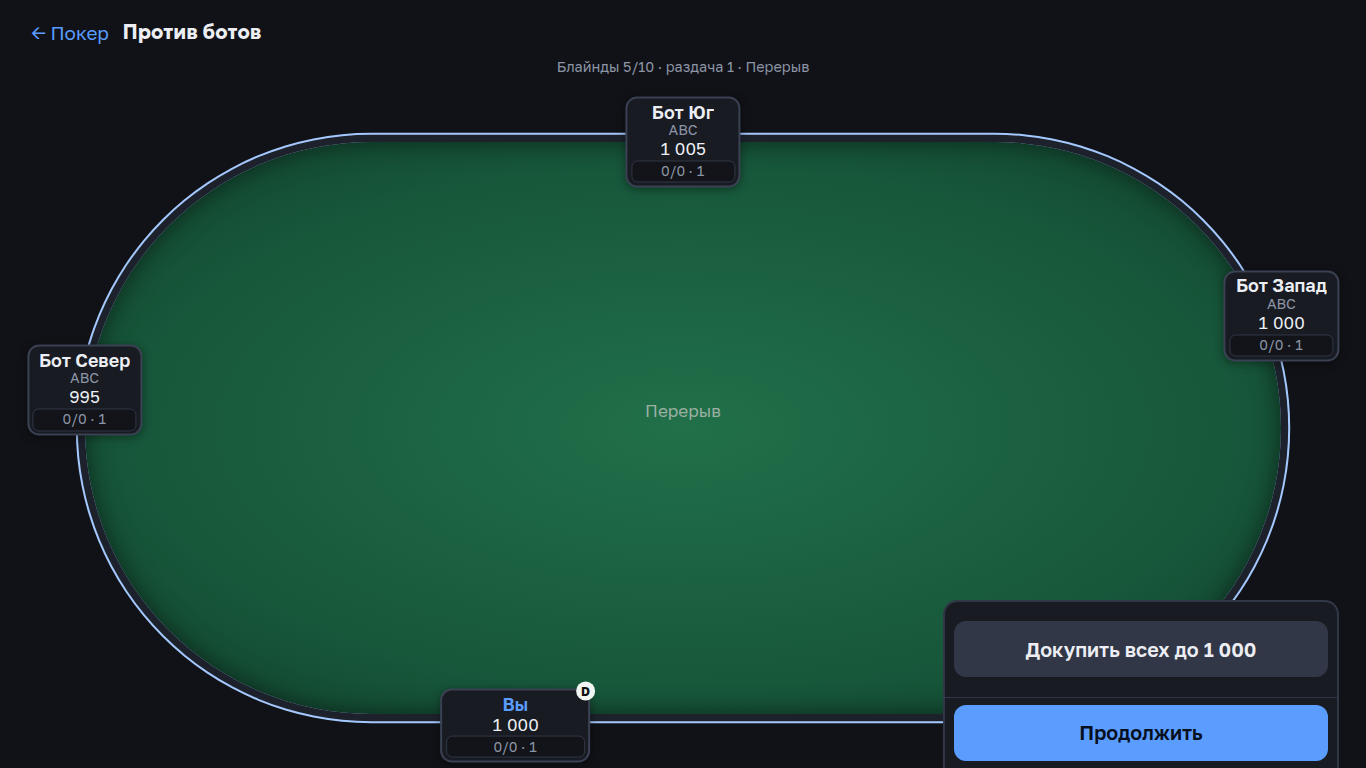 ← Покер Против ботов
Блайнды 5/10 · раздача 1 · Перерыв
Бот Юг
ABC
1 005
0/0 · 1
Бот Запад
ABC
1 000
0/0 · 1
Бот Север
ABC
995
0/0 · 1
Перерыв
Докупить всех до 1 000
D
Вы
1 000
0/0 · 1
Продолжить